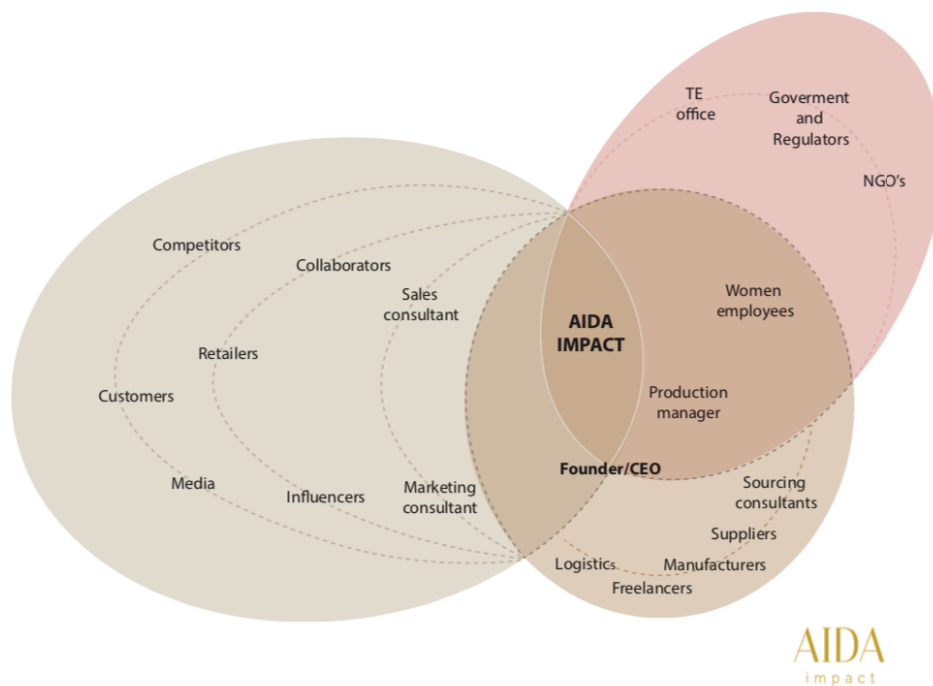 TE
office
Goverment
and
Regulators
NGO's
Competitors
Collaborators
Sales
consultant
Women
employees
AIDA
IMPACT
Retailers
Customers
Production
manager
Founder/CEO
Media
Influencers
Marketing
consultant
Sourcing
consultants
Suppliers
Logistics
Manufacturers
Freelancers
AIDA
impact